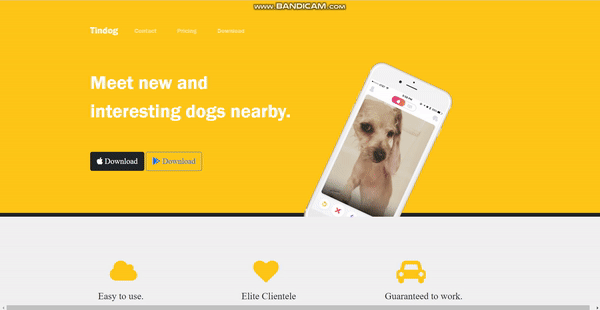 www.BANDICAM.com
Tindog Contact Pricing Download
Meet new and
interesting dogs nearby.
Download Download
Easy to use. Elite Clientele Guaranteed to work.